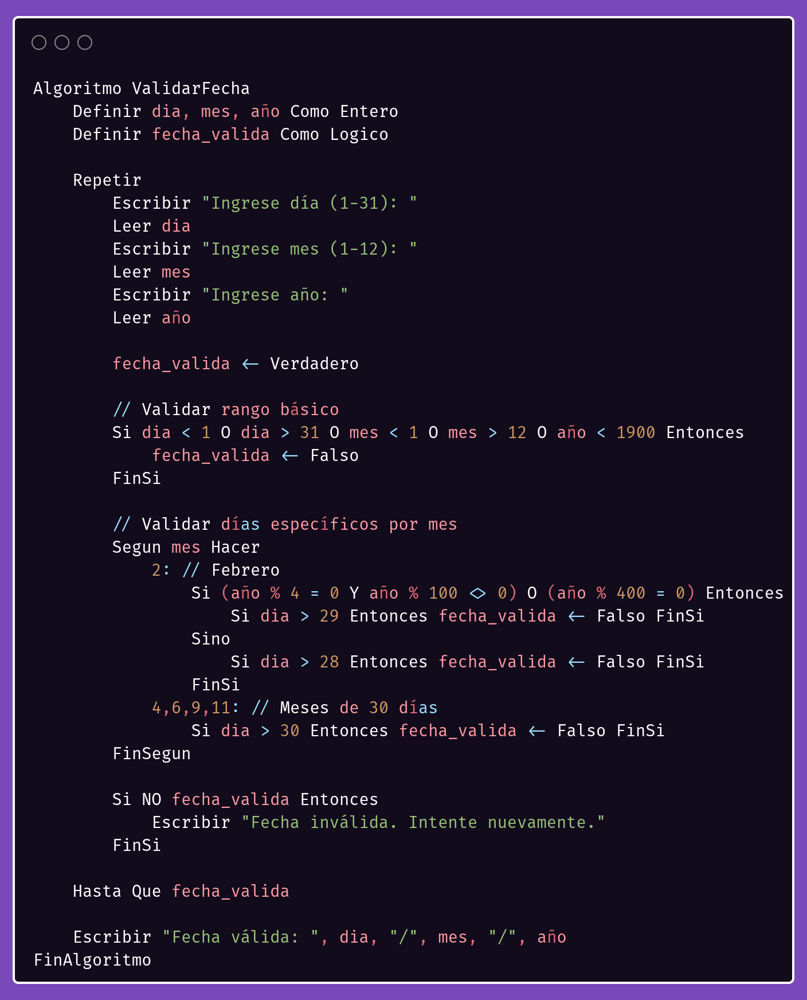 Algoritmo ValidarFecha
    Definir dia, mes, año Como Entero
    Definir fecha_valida Como Logico

    Repetir
        Escribir "Ingrese día (1-31): "
        Leer dia
        Escribir "Ingrese mes (1-12): "
        Leer mes
        Escribir "Ingrese año: "
        Leer año

        fecha_valida <- Verdadero

        // Validar rango básico
        Si dia < 1 O dia > 31 O mes < 1 O mes > 12 O año < 1900 Entonces
            fecha_valida <- Falso
        FinSi

        // Validar días específicos por mes
        Segun mes Hacer
            2: // Febrero
                Si (año % 4 = 0 Y año % 100 <> 0) O (año % 400 = 0) Entonces
                    Si dia > 29 Entonces fecha_valida <- Falso FinSi
                Sino
                    Si dia > 28 Entonces fecha_valida <- Falso FinSi
                FinSi
            4,6,9,11: // Meses de 30 días
                Si dia > 30 Entonces fecha_valida <- Falso FinSi
        FinSegun

        Si NO fecha_valida Entonces
            Escribir "Fecha inválida. Intente nuevamente."
        FinSi

    Hasta Que fecha_valida

    Escribir "Fecha válida: ", dia, "/", mes, "/", año
FinAlgoritmo